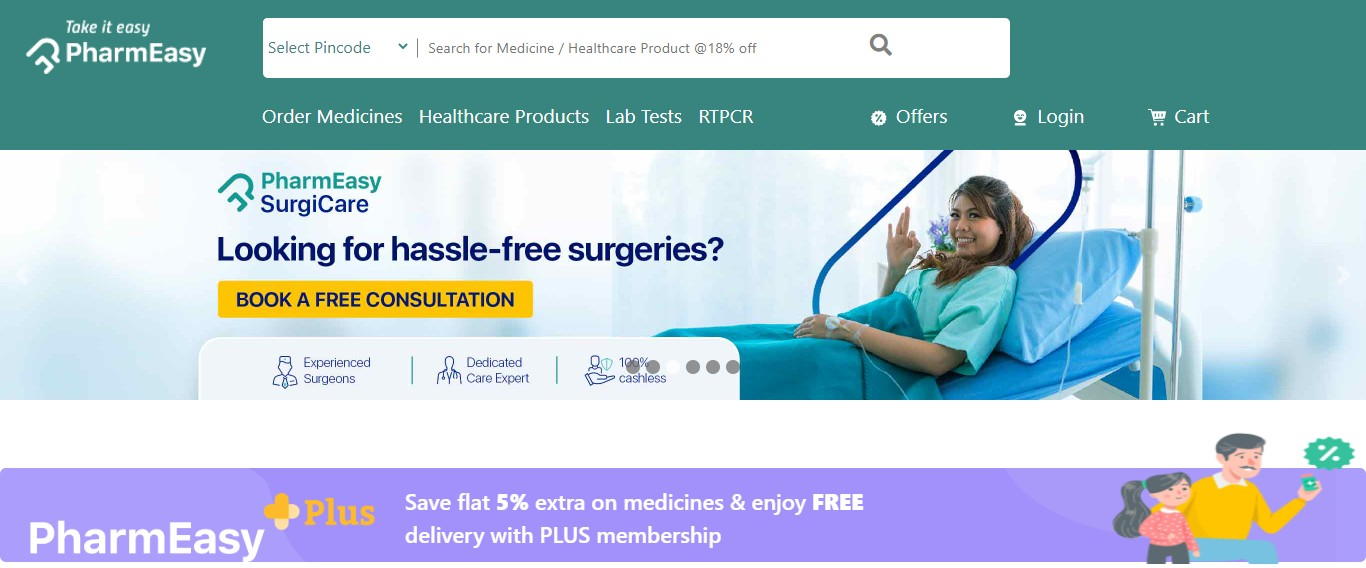 Take it easy
PharmEasy
Select Pincode
Search for Medicine / Healthcare Product @18% off
Order Medicines Healthcare Products Lab Tests RTPCR Offers Login Cart
PharmEasy
SurgiCare
Looking for hassle-free surgeries?
BOOK A FREE CONSULTATION
Experienced
Surgeons
Dedicated
Care Expert
100%
cashless
PharmEasy
Plus
Save flat 5% extra on medicines & enjoy FREE
delivery with PLUS membership